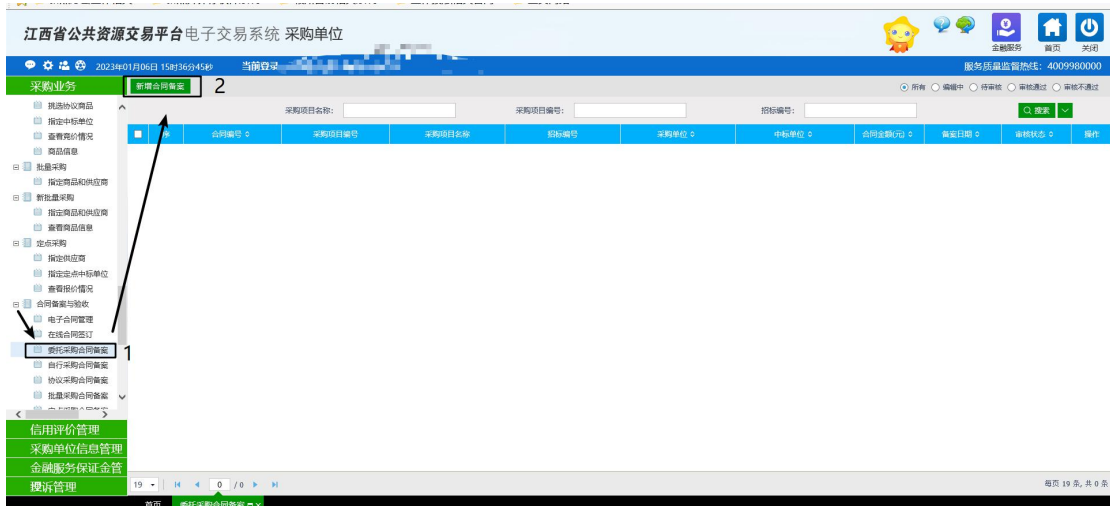 江西省公共资源交易平台电子交易系统 采购单位
金融服务 首页 关闭
2023年01月06日 15时36分45秒 当前登录 服务质量监督热线：4009980000
采购业务
新增合同备案 2
所有 编辑中 待审核 审核通过 审核不通过
采购项目名称： 采购项目编号： 招标编号： 搜索
合同编号 采购项目编号 采购项目名称 招标编号 采购单位 中标单位 合同金额(元) 备案日期 审核状态 操作
挑选协议商品
指定中标单位
查看竞价情况
商品信息
批量采购
指定商品和供应商
新批量采购
指定商品和供应商
查看商品信息
定点采购
指定供应商
指定定点中标单位
查看报价情况
合同备案与验收
电子合同管理
在线合同签订
委托采购合同备案 1
自行采购合同备案
协议采购合同备案
批量采购合同备案
信用评价管理
采购单位信息管理
金融服务保证金管
诉管理
19 0 / 0 每页 19 条, 共 0 条
首页 委托采购合同备案